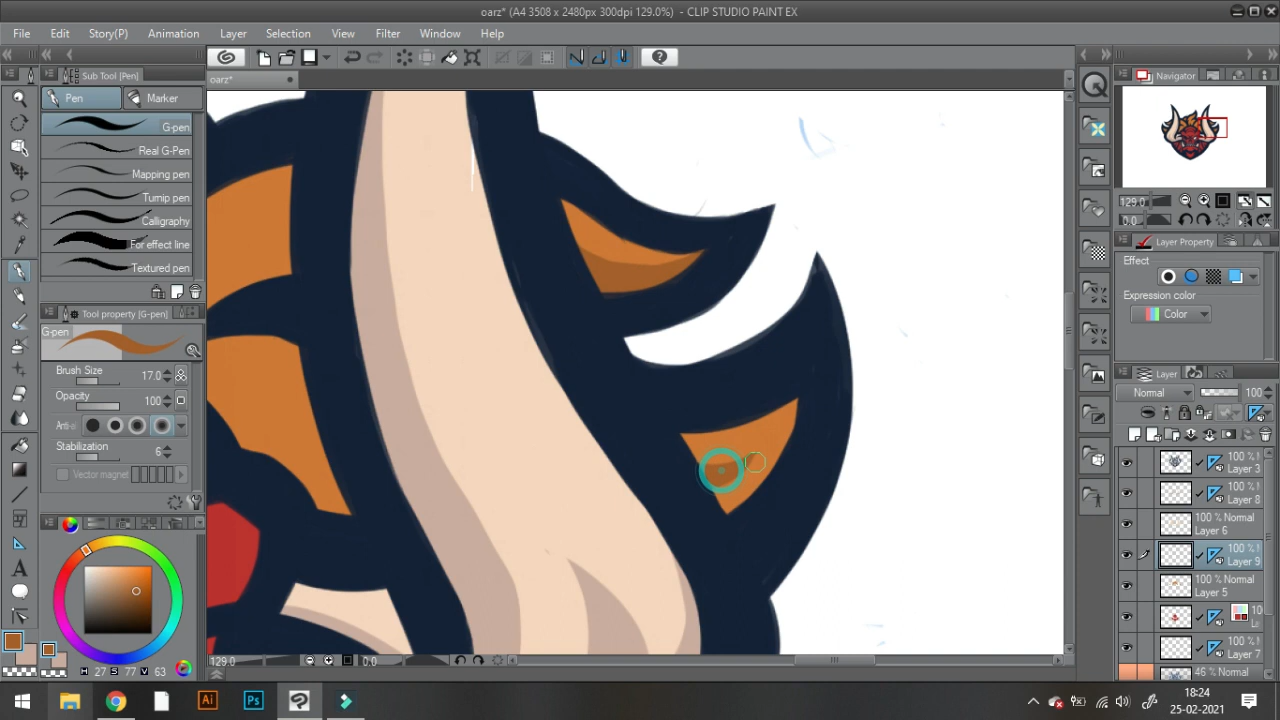 oarz* (A4 3508 x 2480px 300dpi 129.0%) - CLIP STUDIO PAINT EX
File Edit Story(P) Animation Layer Selection View Filter Window Help
Sub Tool [Pen]
oarz*
Navigator
Pen Marker
G-pen
Real G-Pen
Mapping pen
Turnip pen
Calligraphy
For effect line
Textured pen
129.0
0.0
Layer Property
Effect
Expression color
Color
Tool property [G-pen]
G-pen
Brush Size 17.0
Opacity 100
Anti-a
Stabilization 6
Vector magnet
Layer
Normal 100
100 % !
Layer 3
100 % !
Layer 8
100 % Normal
Layer 6
100 % !
Layer 9
100 % Normal
Layer 5
10
100 % !
Layer 7
46 % Normal
129.0 0.0
H 27 S 77 V 63
Ai Ps
18:24
25-02-2021